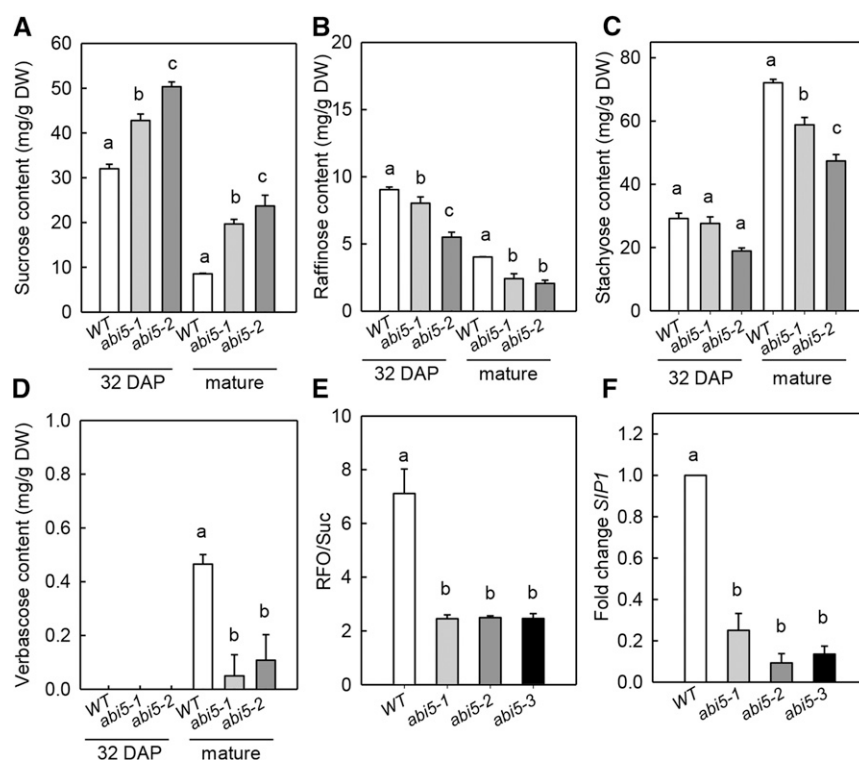 A
Sucrose content (mg/g DW)
60
50
40
30
20
10
0
a
b
c
a
b
c
WT
abi5-1
abi5-2
WT
abi5-1
abi5-2
32 DAP
mature
B
Raffinose content (mg/g DW)
20
15
10
5
0
a
b
c
a
b
b
WT
abi5-1
abi5-2
WT
abi5-1
abi5-2
32 DAP
mature
C
Stachyose content (mg/g DW)
80
60
40
20
0
a
a
a
a
b
c
WT
abi5-1
abi5-2
WT
abi5-1
abi5-2
32 DAP
mature
D
Verbascose content (mg/g DW)
1.0
0.8
0.6
0.4
0.2
0.0
a
b
b
WT
abi5-1
abi5-2
WT
abi5-1
abi5-2
32 DAP
mature
E
RFO/Suc
10
8
6
4
2
0
a
b
b
b
WT
abi5-1
abi5-2
abi5-3
F
Fold change SIP1
1.2
1.0
0.8
0.6
0.4
0.2
0.0
a
b
b
b
WT
abi5-1
abi5-2
abi5-3